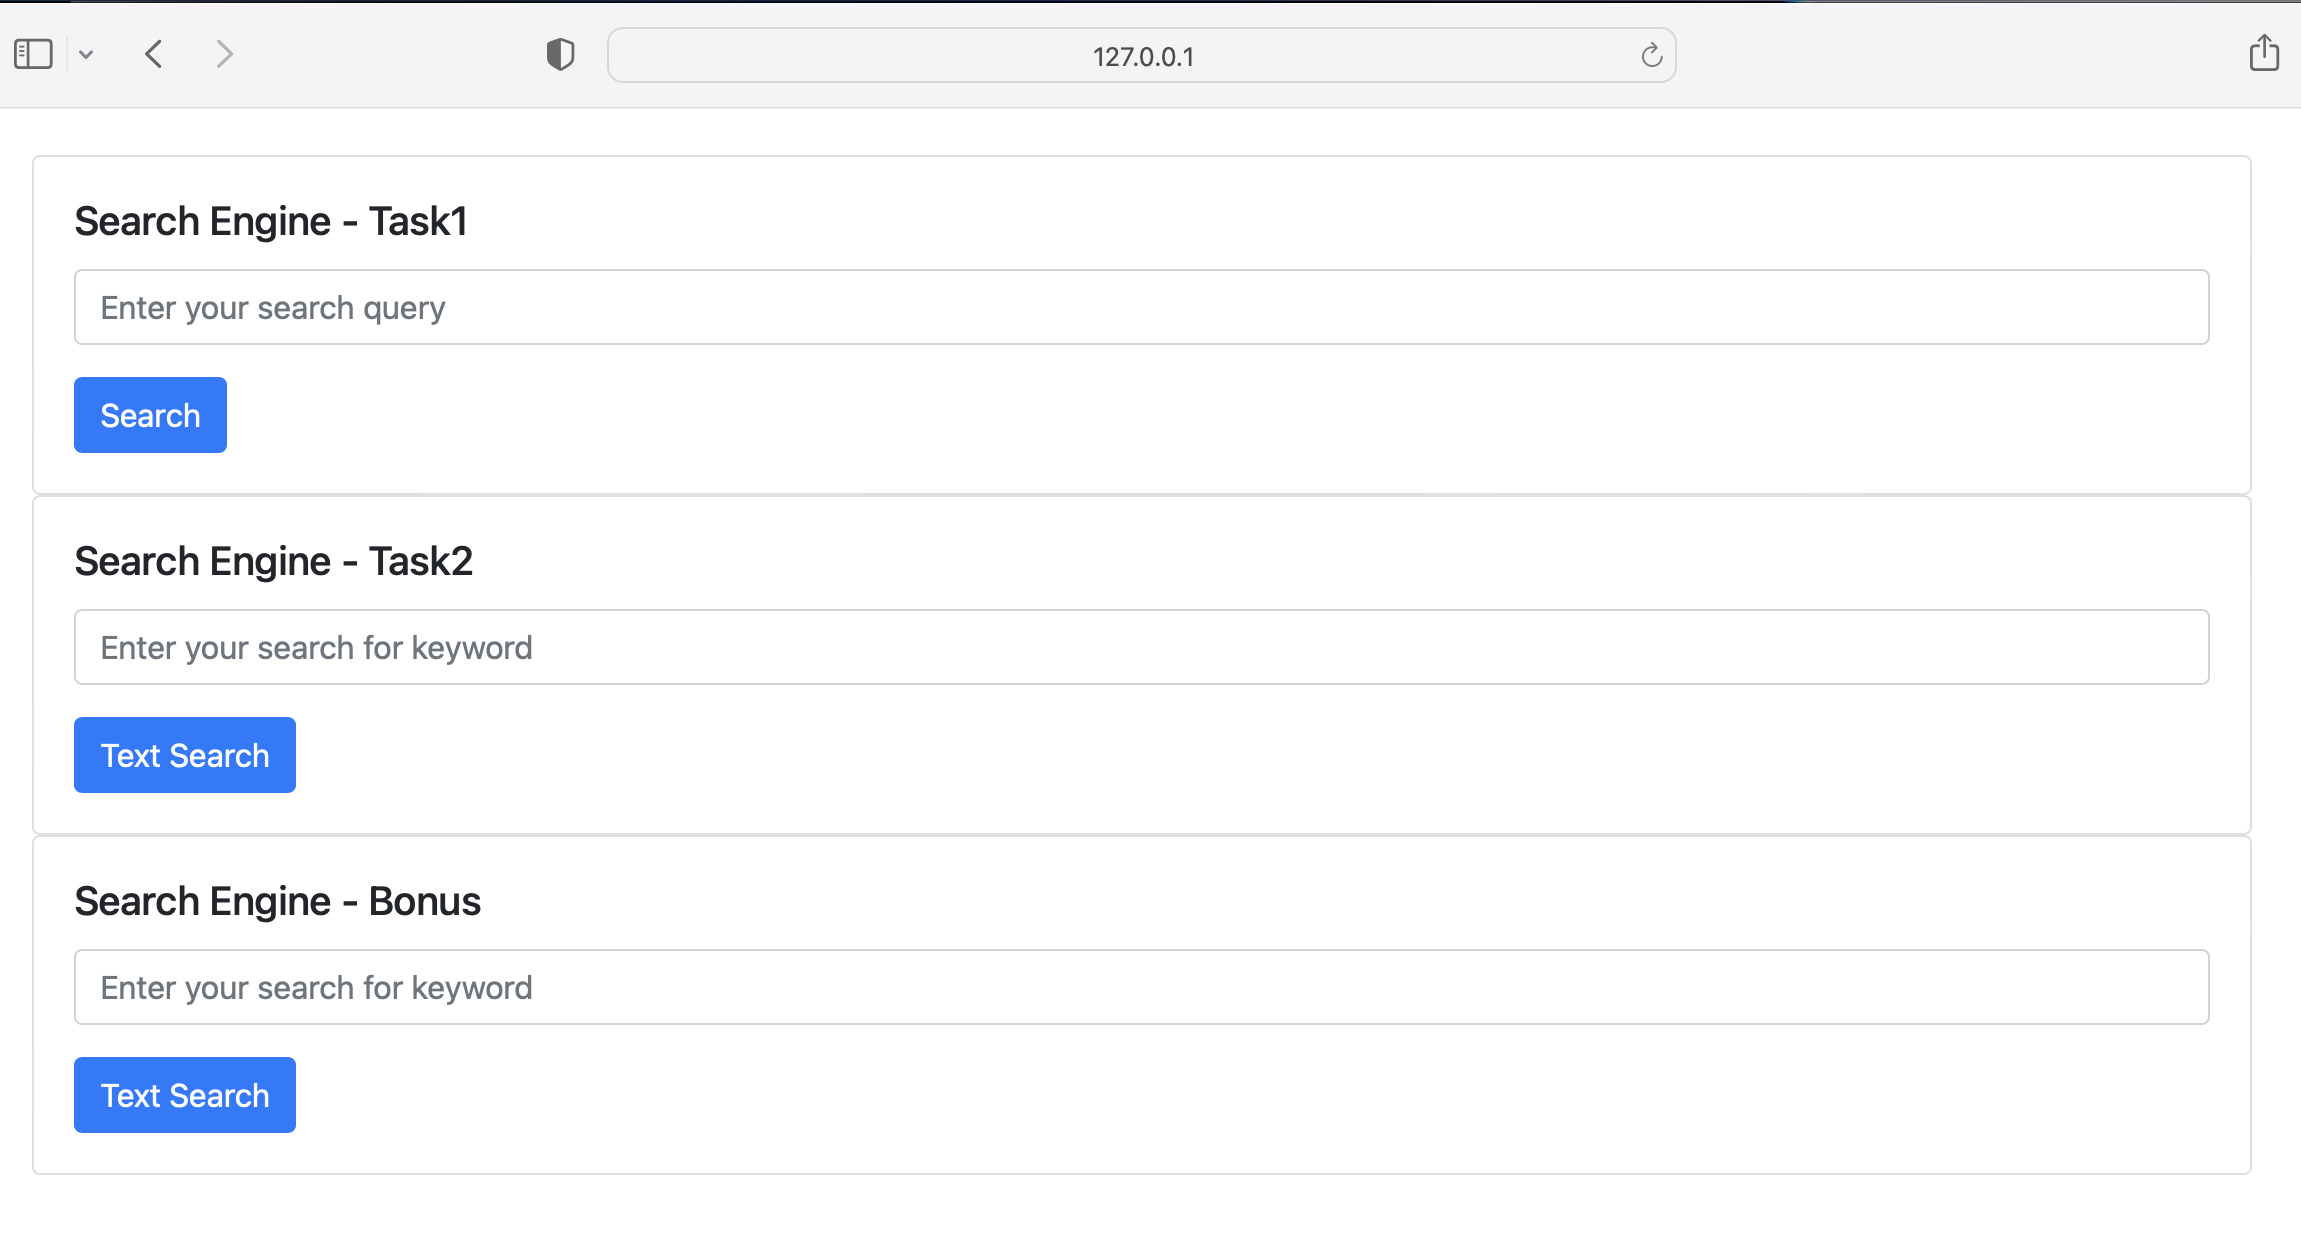 127.0.0.1
Search Engine - Task1
Enter your search query
Search
Search Engine - Task2
Enter your search for keyword
Text Search
Search Engine - Bonus
Enter your search for keyword
Text Search